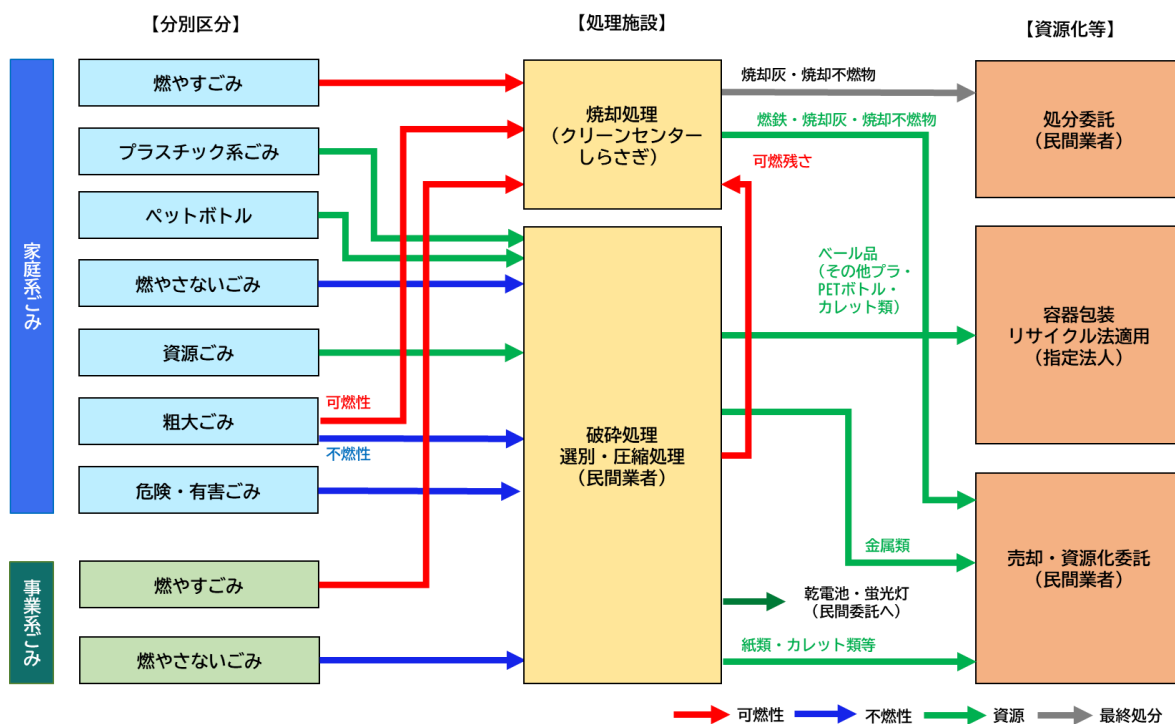 【分別区分】
【処理施設】
【資源化等】
家庭系ごみ
燃やすごみ
プラスチック系ごみ
ペットボトル
燃やさないごみ
資源ごみ
粗大ごみ
可燃性
不燃性
危険・有害ごみ
事業系ごみ
燃やすごみ
燃やさないごみ
焼却処理
（クリーンセンター
しらさぎ）
破砕処理
選別・圧縮処理
（民間業者）
焼却灰・焼却不燃物
燃鉄・焼却灰・焼却不燃物
可燃残さ
ベール品
（その他プラ・
PETボトル・
カレット類）
金属類
乾電池・蛍光灯
（民間委託へ）
紙類・カレット類等
処分委託
（民間業者）
容器包装
リサイクル法適用
（指定法人）
売却・資源化委託
（民間業者）
可燃性
不燃性
資源
最終処分